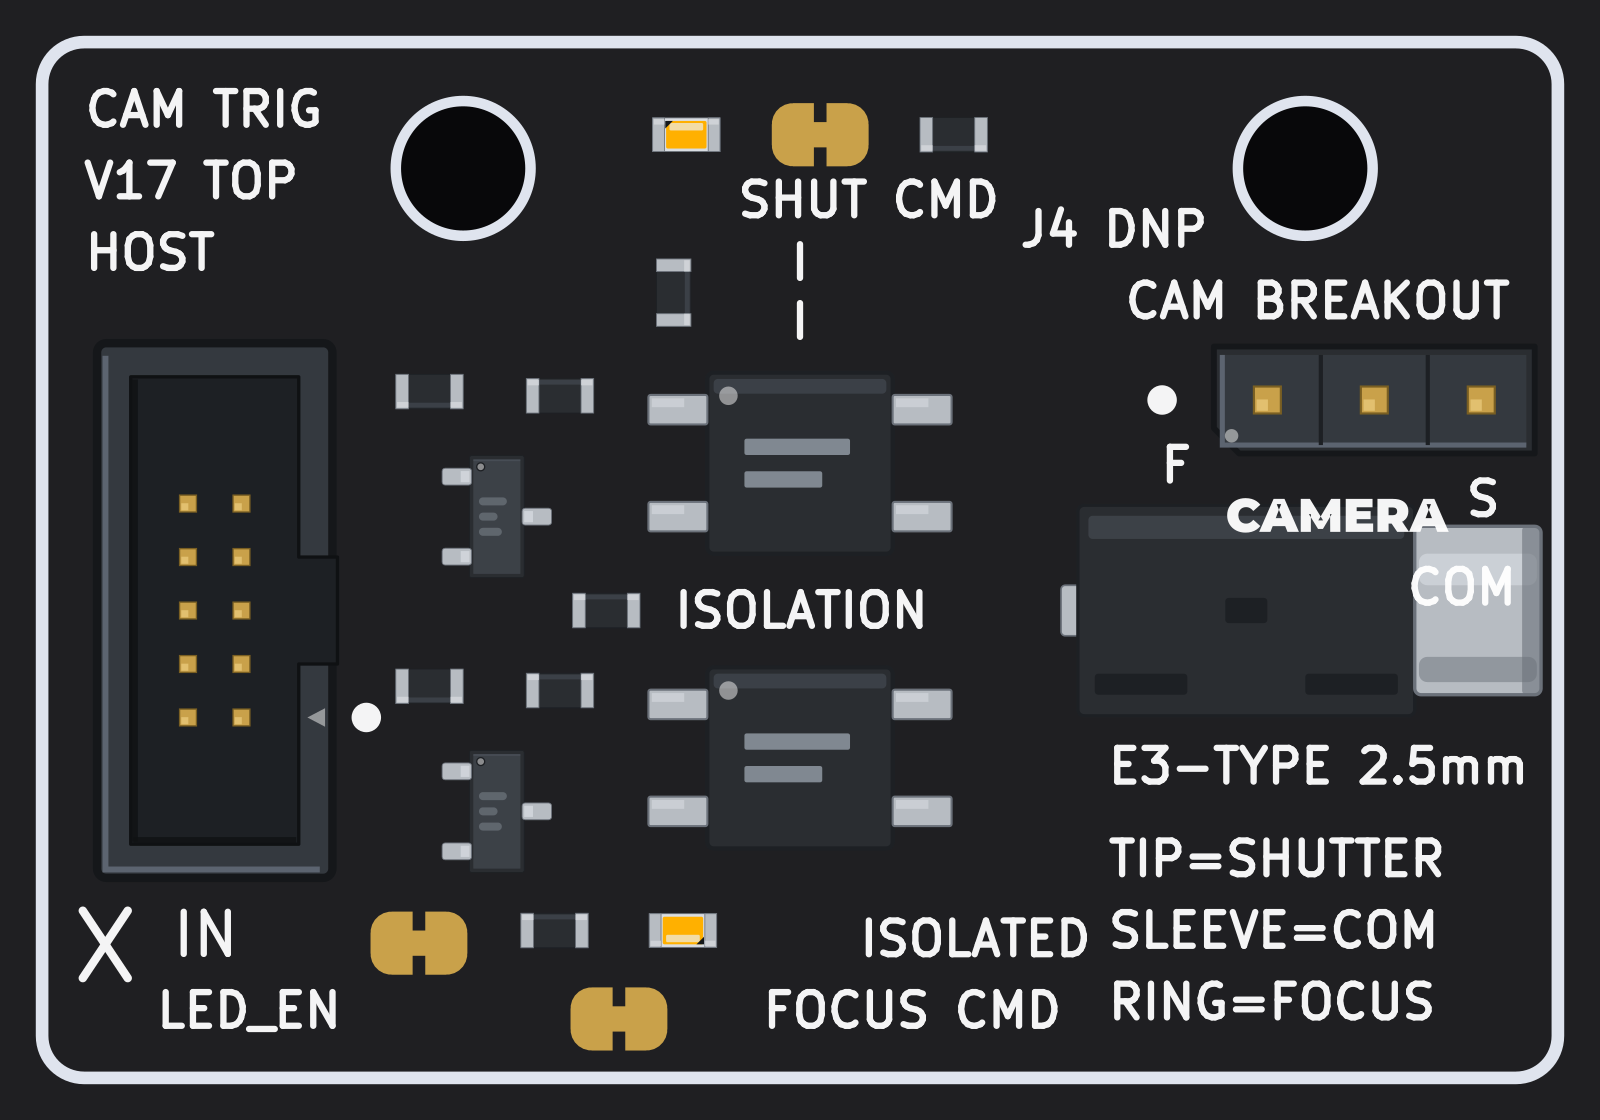 CAM TRIG
V17 TOP
HOST
SHUT CMD
J4 DNP
CAM BREAKOUT
F
S
CAMERA
COM
ISOLATION
E3-TYPE 2.5mm
TIP=SHUTTER
SLEEVE=COM
RING=FOCUS
X IN
LED_EN
ISOLATED
FOCUS CMD